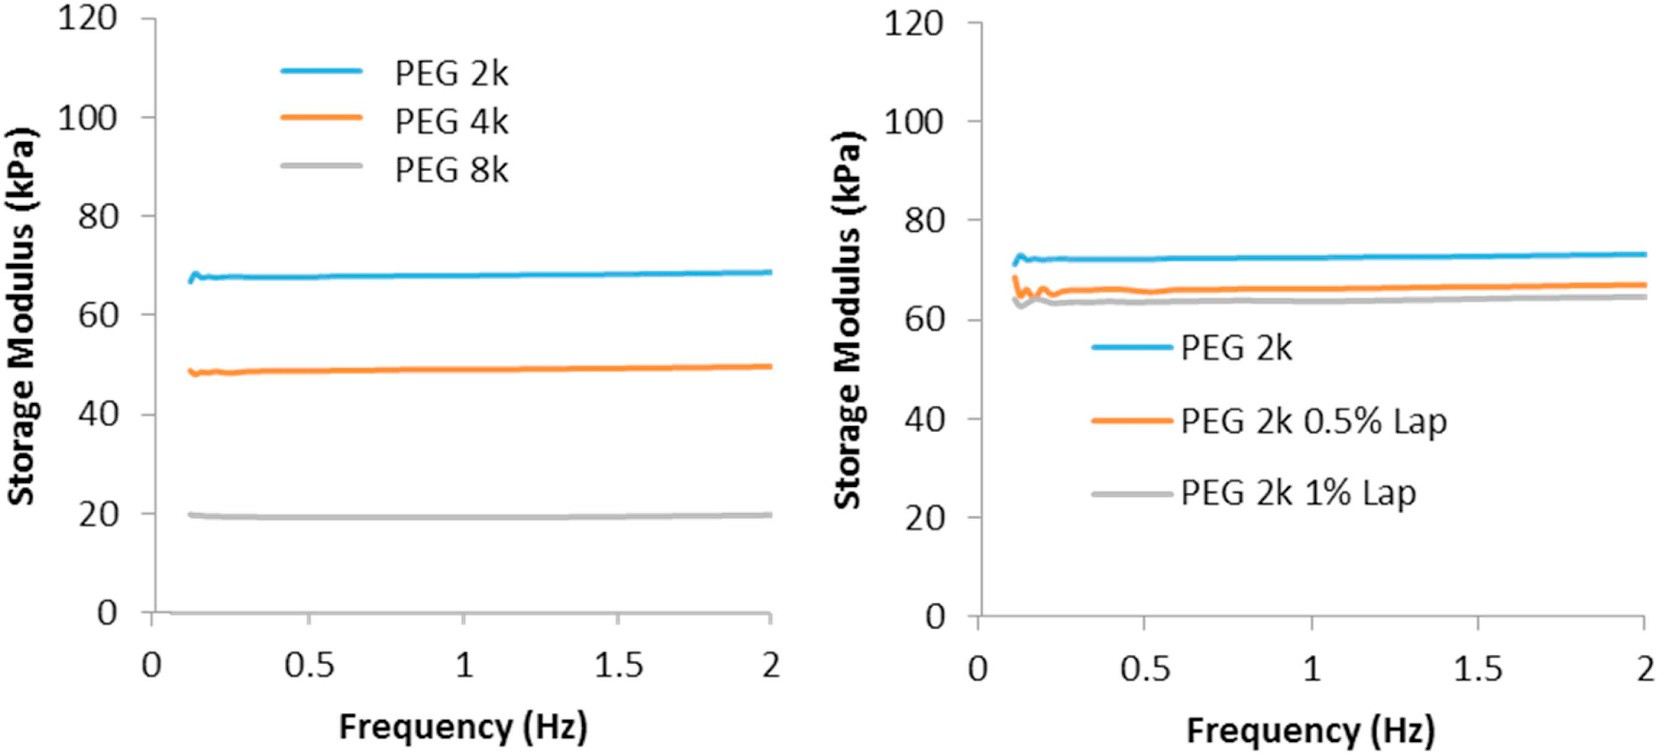 Storage Modulus (kPa)
120
100
80
60
40
20
0
PEG 2k
PEG 4k
PEG 8k
0 0.5 1 1.5 2
Frequency (Hz)
Storage Modulus (kPa)
120
100
80
60
40
20
0
PEG 2k
PEG 2k 0.5% Lap
PEG 2k 1% Lap
0 0.5 1 1.5 2
Frequency (Hz)